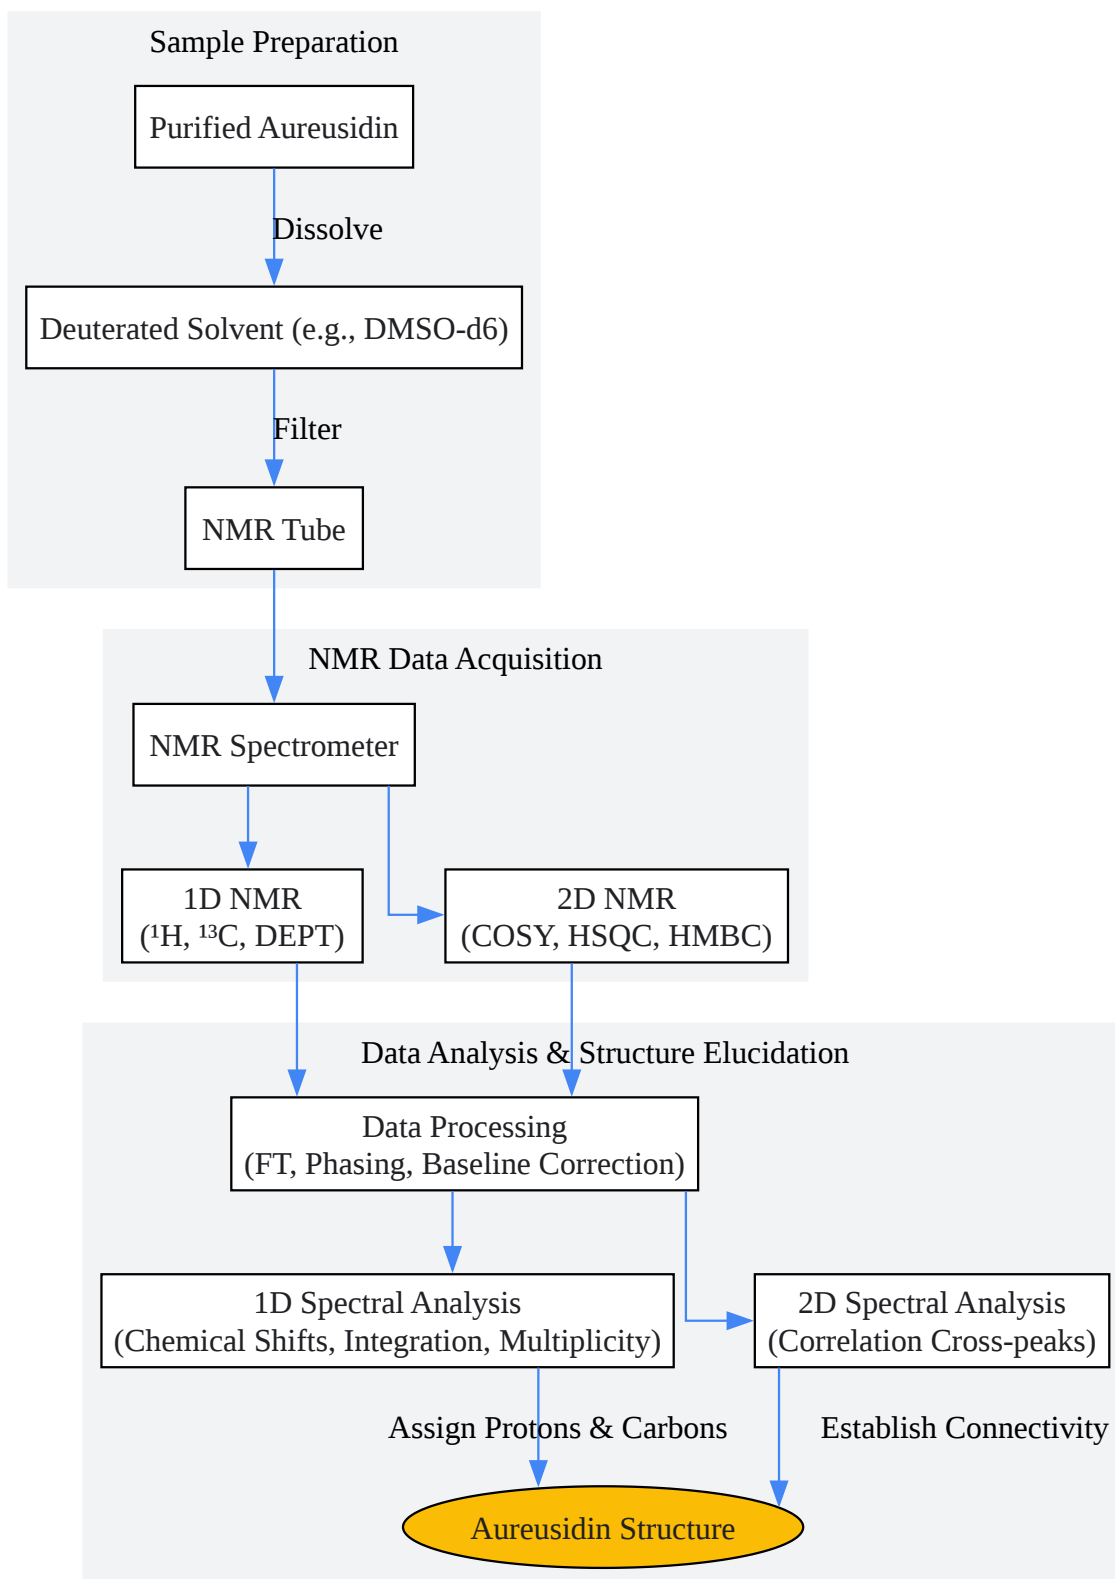 Sample Preparation
Purified Aureusidin
Dissolve
Deuterated Solvent (e.g., DMSO-d6)
Filter
NMR Tube
NMR Data Acquisition
NMR Spectrometer
1D NMR
(¹H, ¹³C, DEPT)
2D NMR
(COSY, HSQC, HMBC)
Data Analysis & Structure Elucidation
Data Processing
(FT, Phasing, Baseline Correction)
1D Spectral Analysis
(Chemical Shifts, Integration, Multiplicity)
2D Spectral Analysis
(Correlation Cross-peaks)
Assign Protons & Carbons
Establish Connectivity
Aureusidin Structure